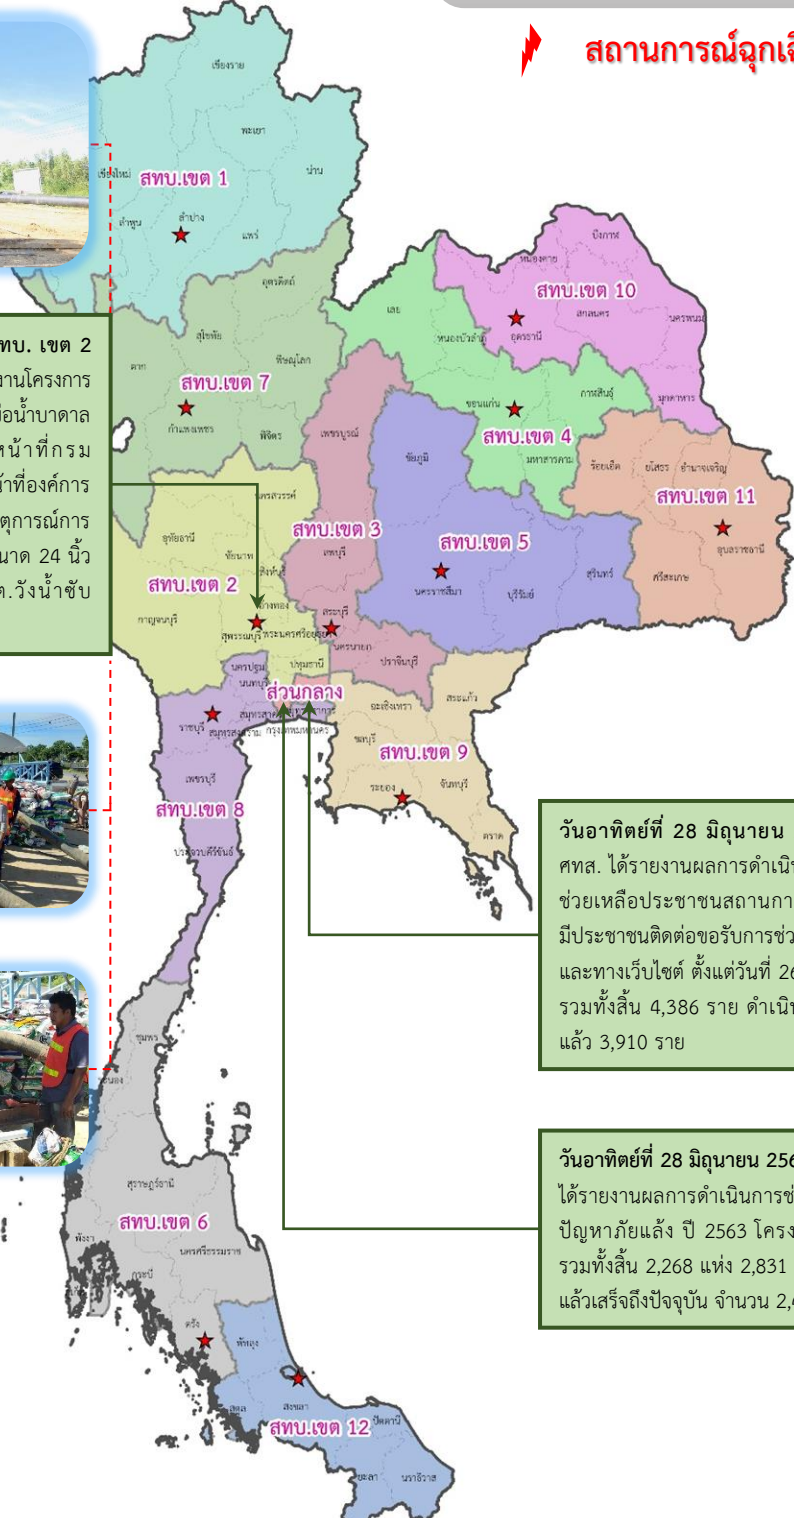 สถานการณ์ฉุกเฉิ
เชียงราย
พะเยา
เชียงใหม่
น่าน
สทบ.เขต 1
ลำพูน
ลำปาง
แพร่
บึงกาฬ
หนองคาย
สทบ.เขต 10
อุดรธานี
สกลนคร
นครพนม
มุกดาหาร
อุตรดิตถ์
สุโขทัย
ตาก
พิษณุโลก
สทบ.เขต 7
กำแพงเพชร
พิจิตร
เลย
หนองบัวลำภู
ขอนแก่น
กาฬสินธุ์
สทบ.เขต 4
มหาสารคาม
เพชรบูรณ์
สทบ.เขต 3
ลพบุรี
สระบุรี
นครนายก
ปราจีนบุรี
ชัยภูมิ
สทบ.เขต 5
นครราชสีมา
บุรีรัมย์
สุรินทร์
ร้อยเอ็ด
ยโสธร
อำนาจเจริญ
สทบ.เขต 11
อุบลราชธานี
ศรีสะเกษ
ทบ. เขต 2
งานโครงการ
น้าที่องค์การ
ตุการณ์การ
นาด 24 นิ้ว
ต.วังน้ำซับ
นครสวรรค์
อุทัยธานี
ชัยนาท
สิงห์บุรี
สทบ.เขต 2
อ่างทอง
กาญจนบุรี
สุพรรณบุรี
พระนครศรีอยุธยา
ปทุมธานี
นครปฐม
นนทบุรี
ส่วนกลาง
สมุทรสาคร
ราชบุรี
สมุทรสงคราม
กรุงเทพมหานคร
เพชรบุรี
สทบ.เขต 8
ประจวบคีรีขันธ์
สระแก้ว
ฉะเชิงเทรา
ชลบุรี
สทบ.เขต 9
ระยอง
จันทบุรี
ตราด
วันอาทิตย์ที่ 28 มิถุนายน
ศทส. ได้รายงานผลการดำเนิ
ช่วยเหลือประชาชนสถานกา
มีประชาชนติดต่อขอรับการช่ว
และทางเว็บไซต์ ตั้งแต่วันที่ 26
รวมทั้งสิ้น 4,386 ราย ดำเนิน
แล้ว 3,910 ราย
วันอาทิตย์ที่ 28 มิถุนายน 256
ได้รายงานผลการดำเนินการช่
ปัญหาภัยแล้ง ปี 2563 โครง
รวมทั้งสิ้น 2,268 แห่ง 2,831
แล้วเสร็จถึงปัจจุบัน จำนวน 2,4
ชุมพร
ระนอง
สุราษฎร์ธานี
สทบ.เขต 6
พังงา
นครศรีธรรมราช
กระบี่
ตรัง
พัทลุง
สตูล
สงขลา
สทบ.เขต 12
ปัตตานี
ยะลา
นราธิวาส